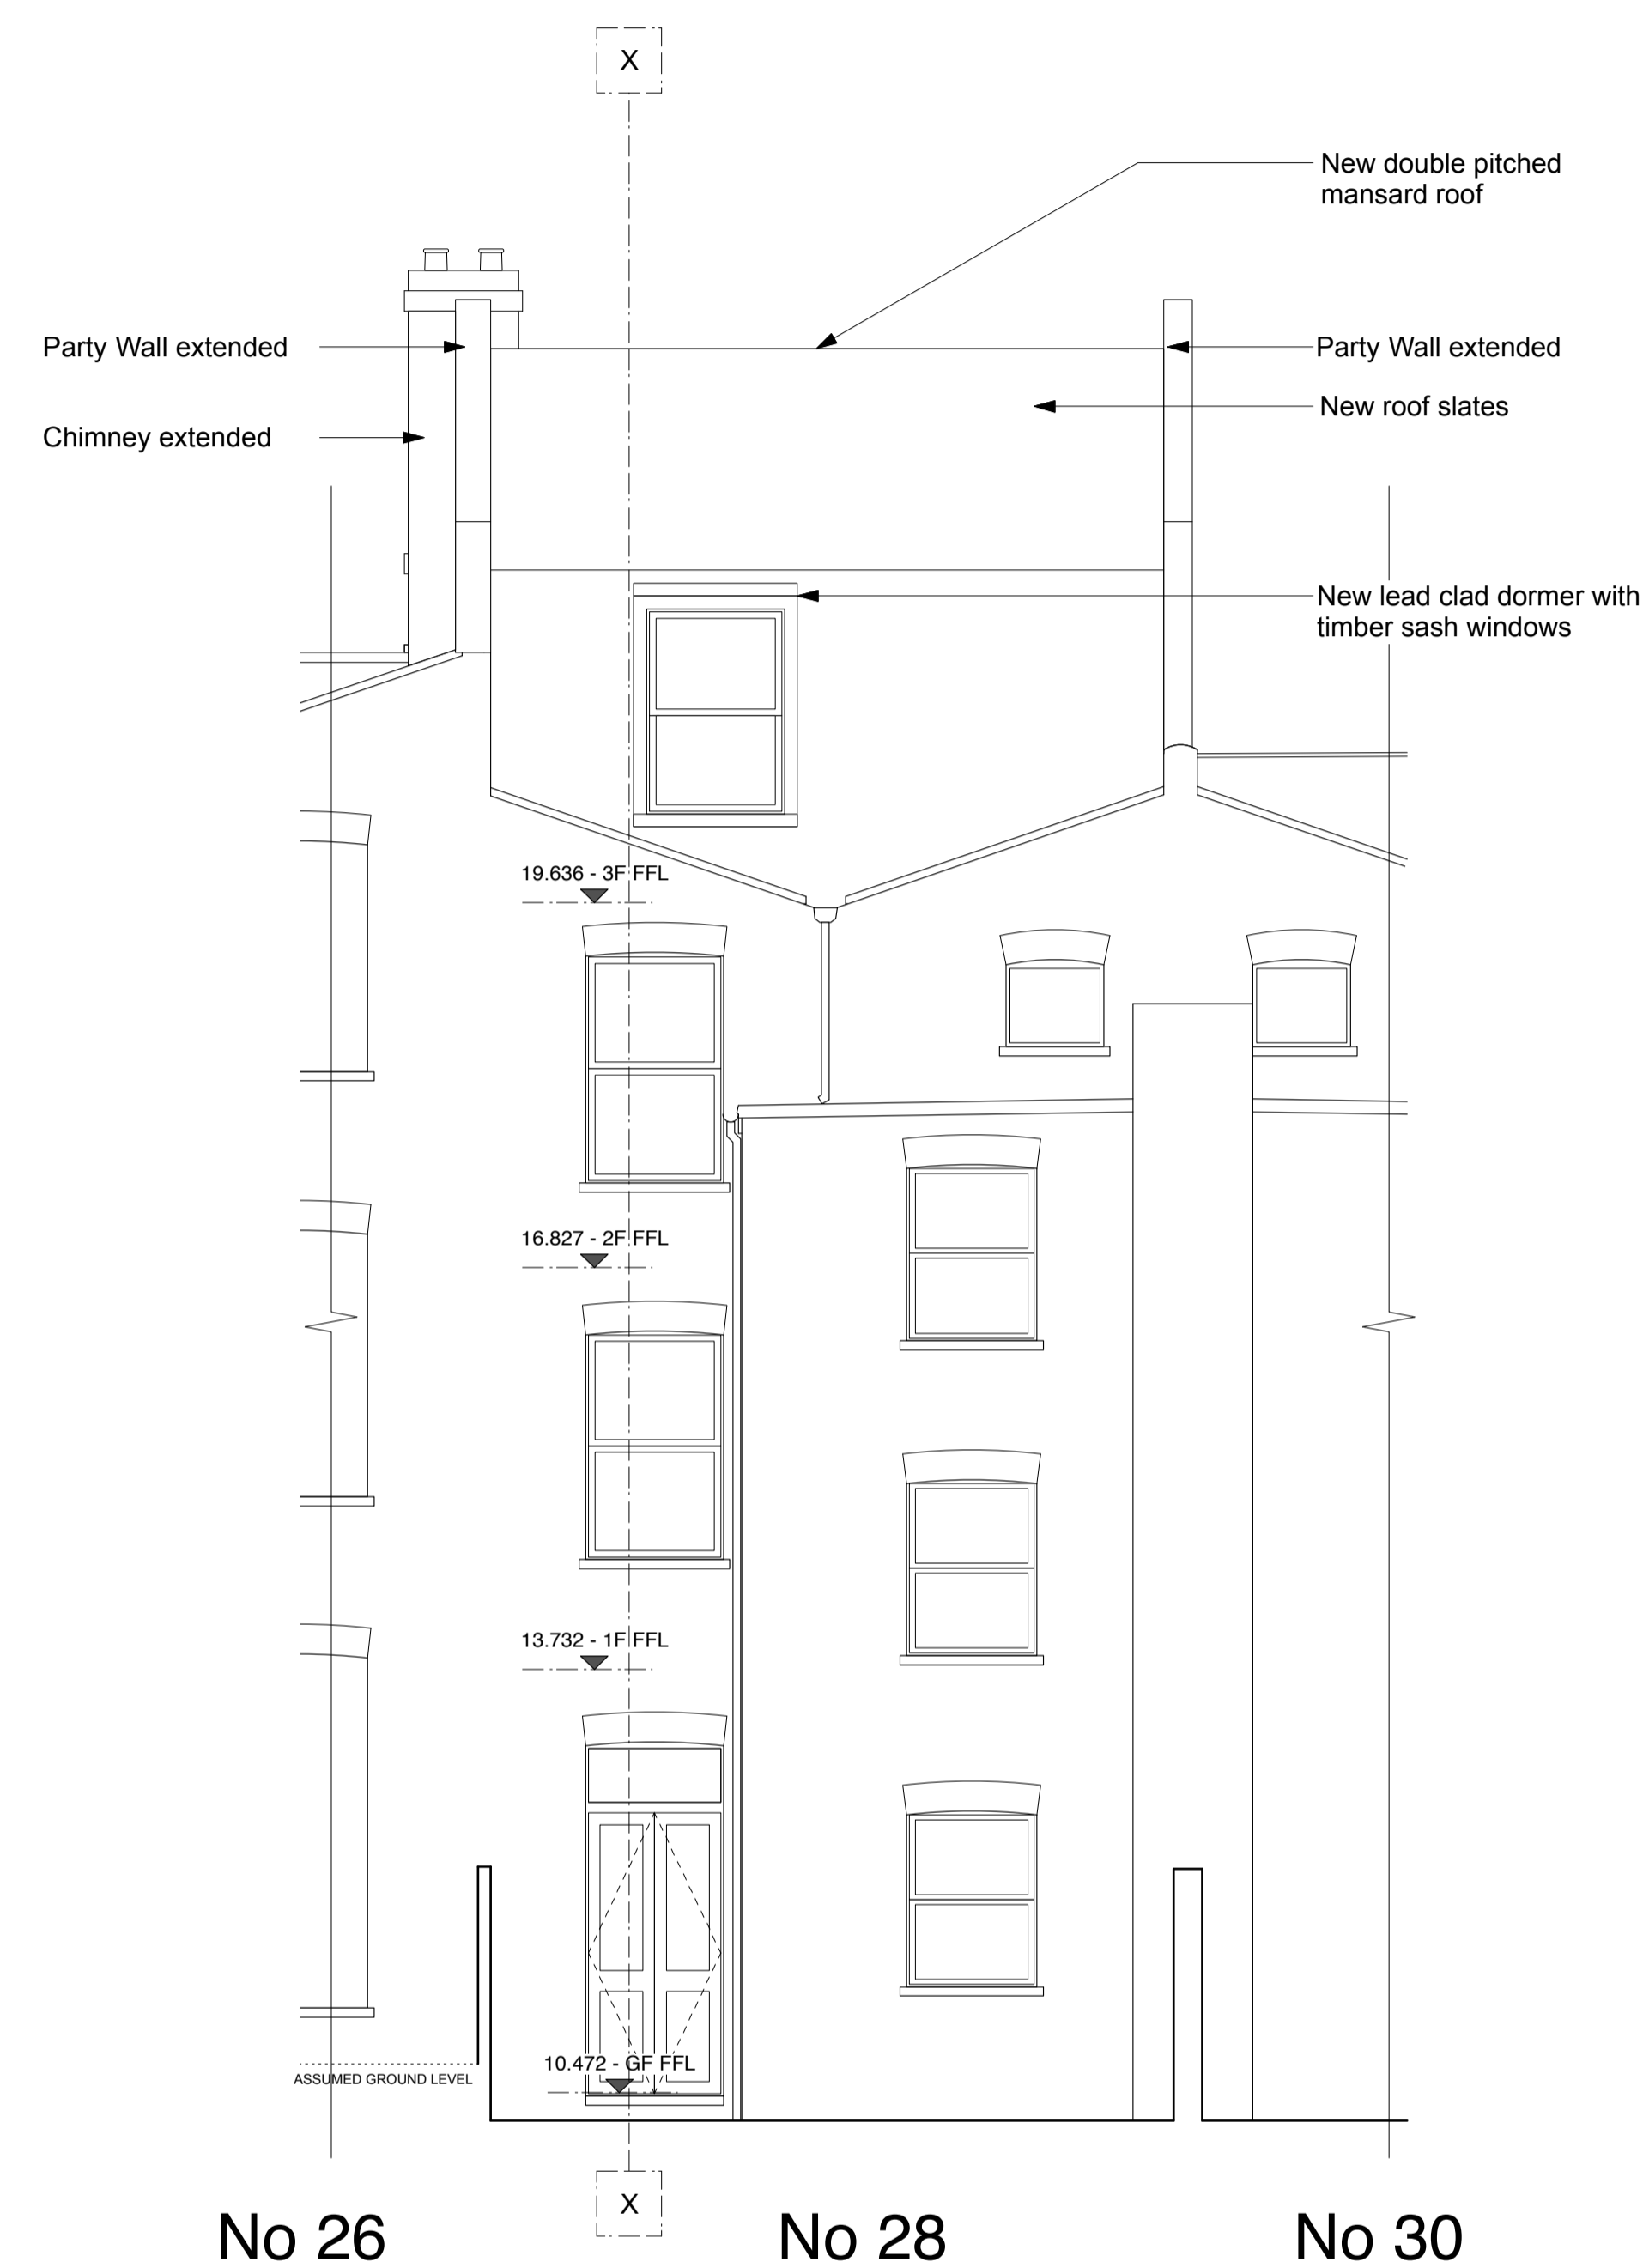 X
New double pitched
mansard roof
Party Wall extended
Party Wall extended
New roof slates
Chimney extended
New lead clad dormer with
timber sash windows
19.636 - 3F FFL
16.827 - 2F FFL
13.732 - 1F FFL
10.472 - GF FFL
ASSUMED GROUND LEVEL
X
No 26
No 28
No 30